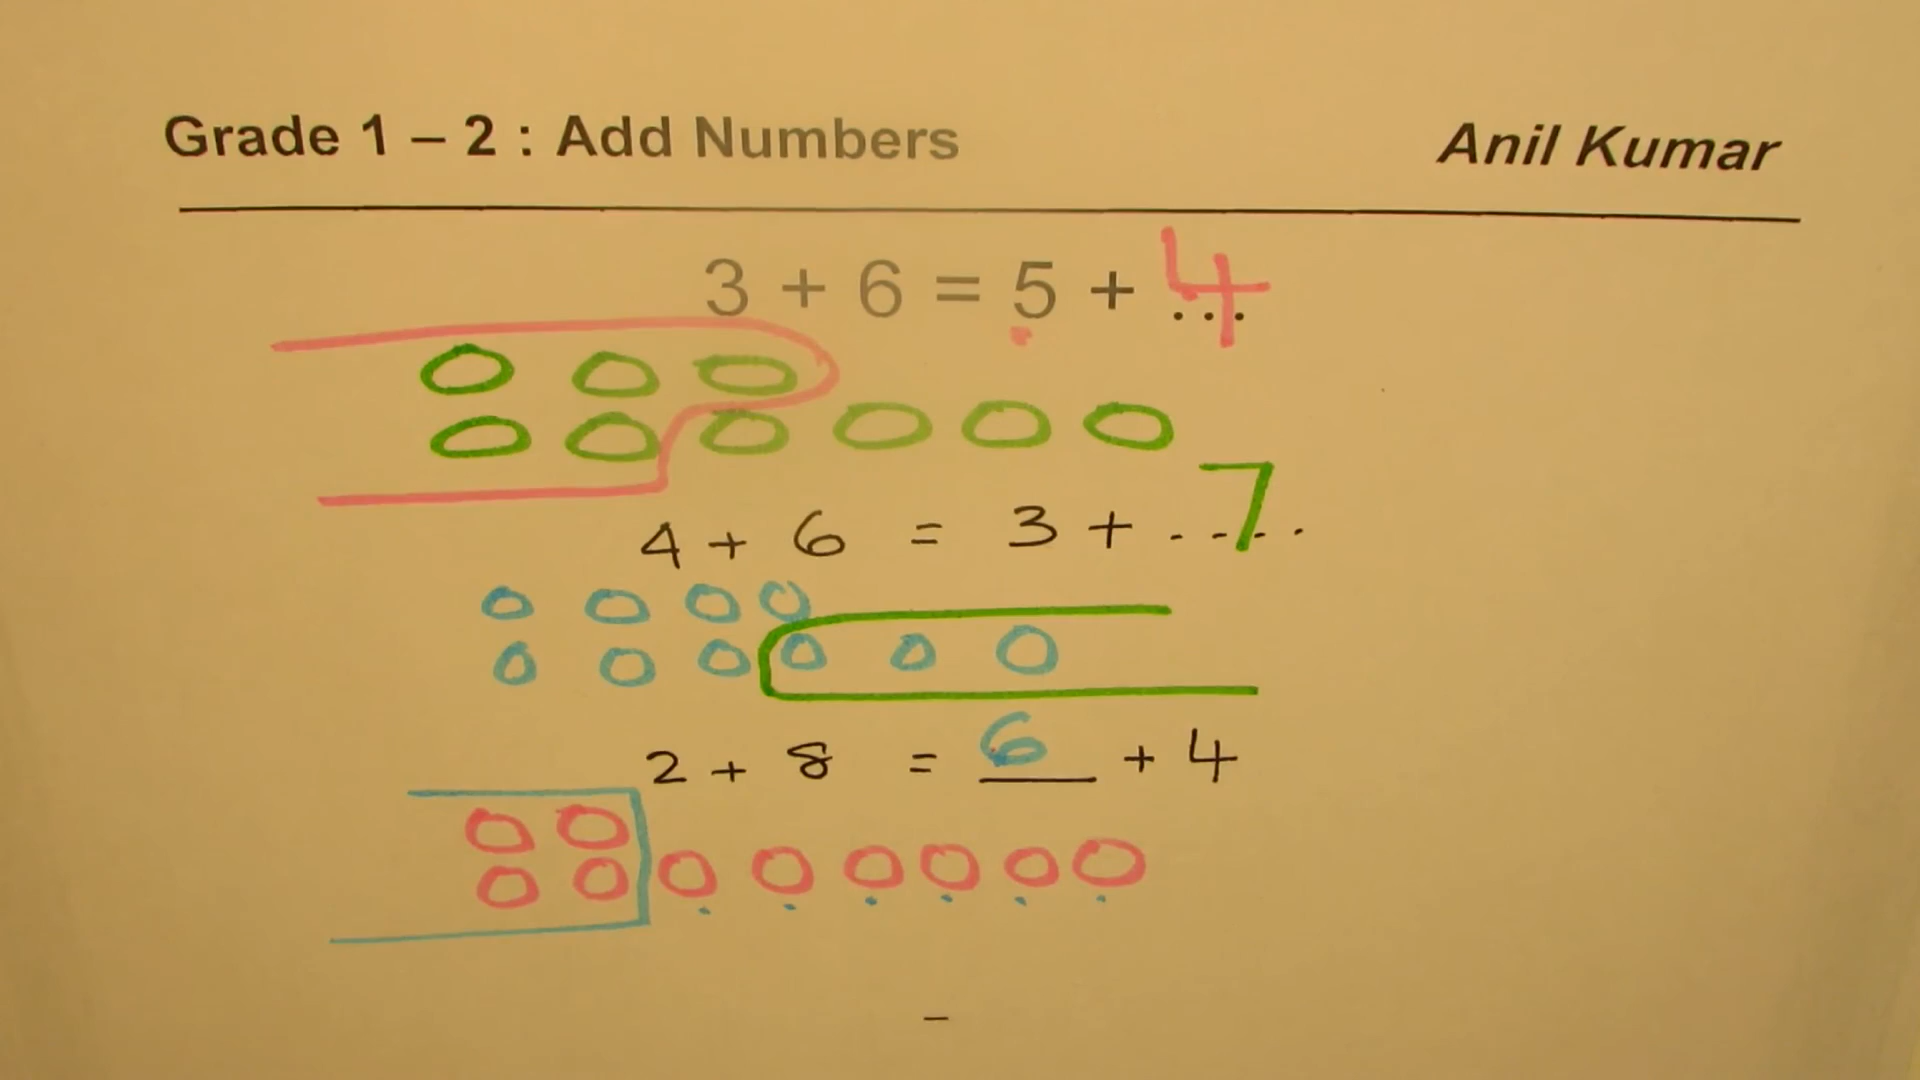 Grade 1 – 2 : Add Numbers Anil Kumar
3 + 6 = 5 + 4...
4 + 6 = 3 + 7....
2 + 8 = 6 + 4